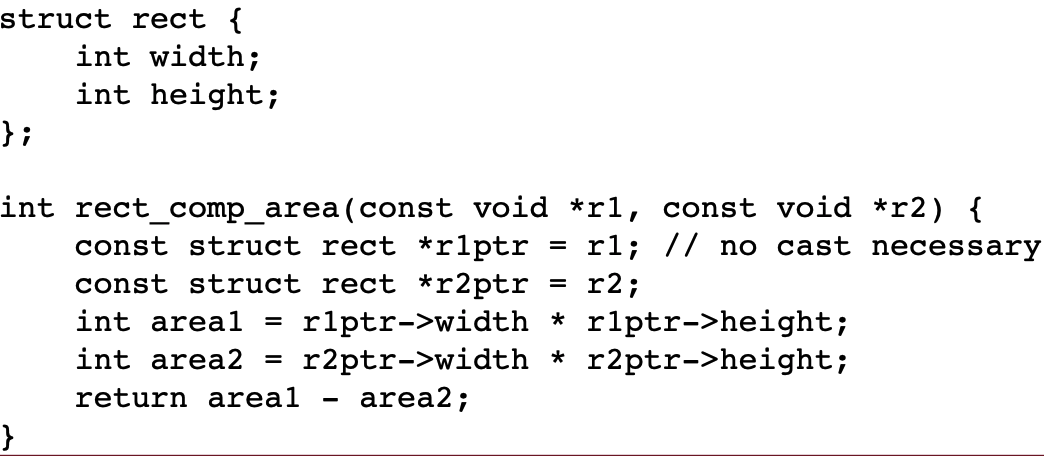 struct rect {
    int width;
    int height;
};

int rect_comp_area(const void *r1, const void *r2) {
    const struct rect *r1ptr = r1; // no cast necessary
    const struct rect *r2ptr = r2;
    int area1 = r1ptr->width * r1ptr->height;
    int area2 = r2ptr->width * r2ptr->height;
    return area1 - area2;
}